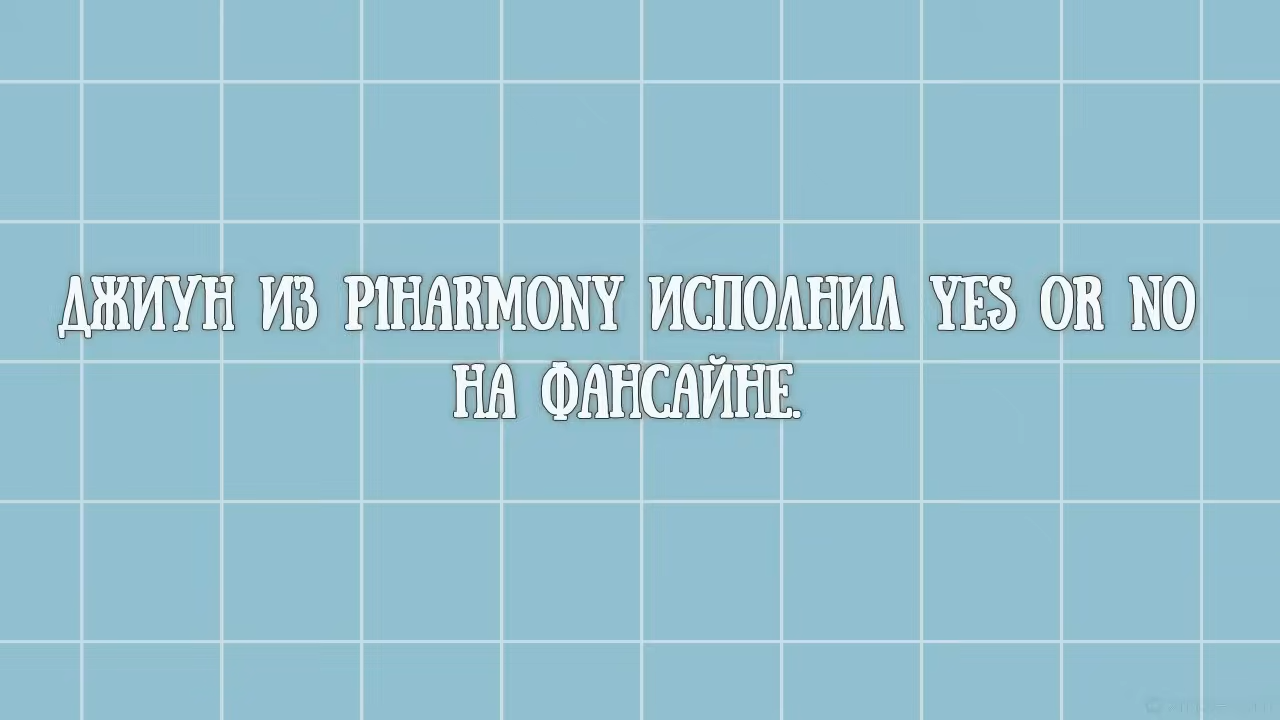 ДЖИУН ИЗ P1HARMONY ИСПОЛНИЛ YES OR NO
НА ФАНСАЙНЕ.